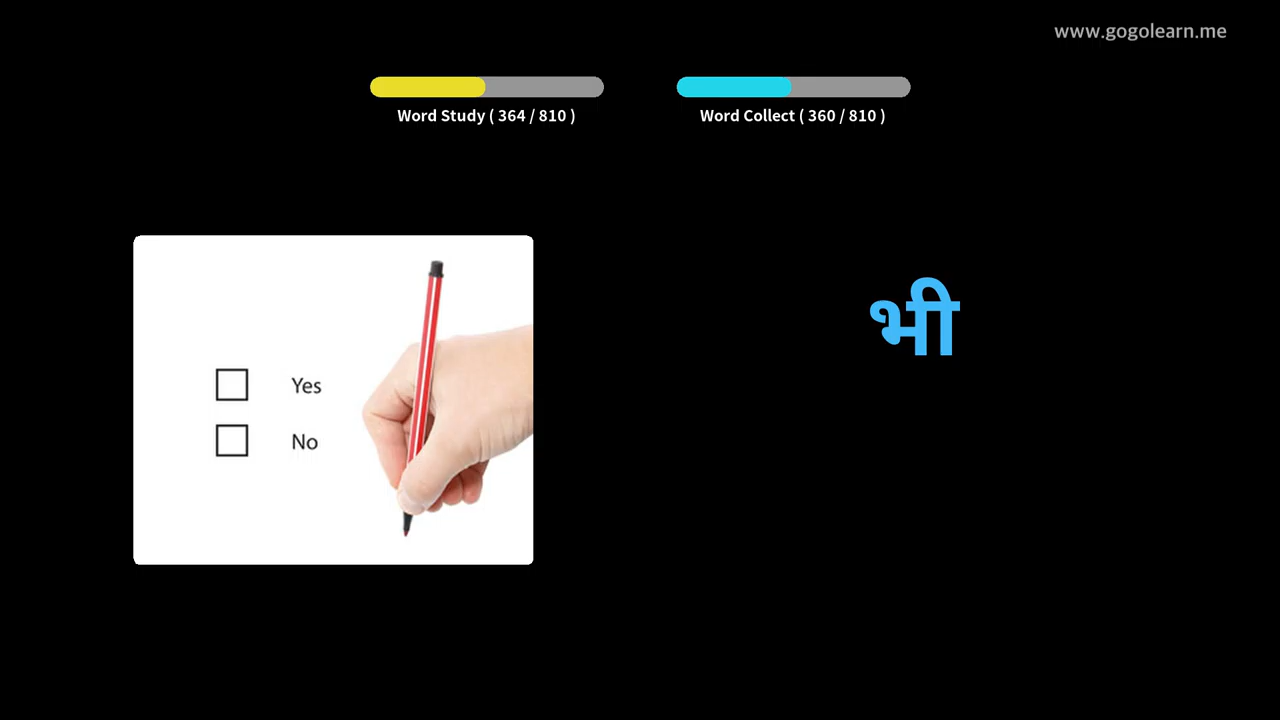 www.gogolearn.me
Word Study ( 364 / 810 )
Word Collect ( 360 / 810 )
भी
Yes
No